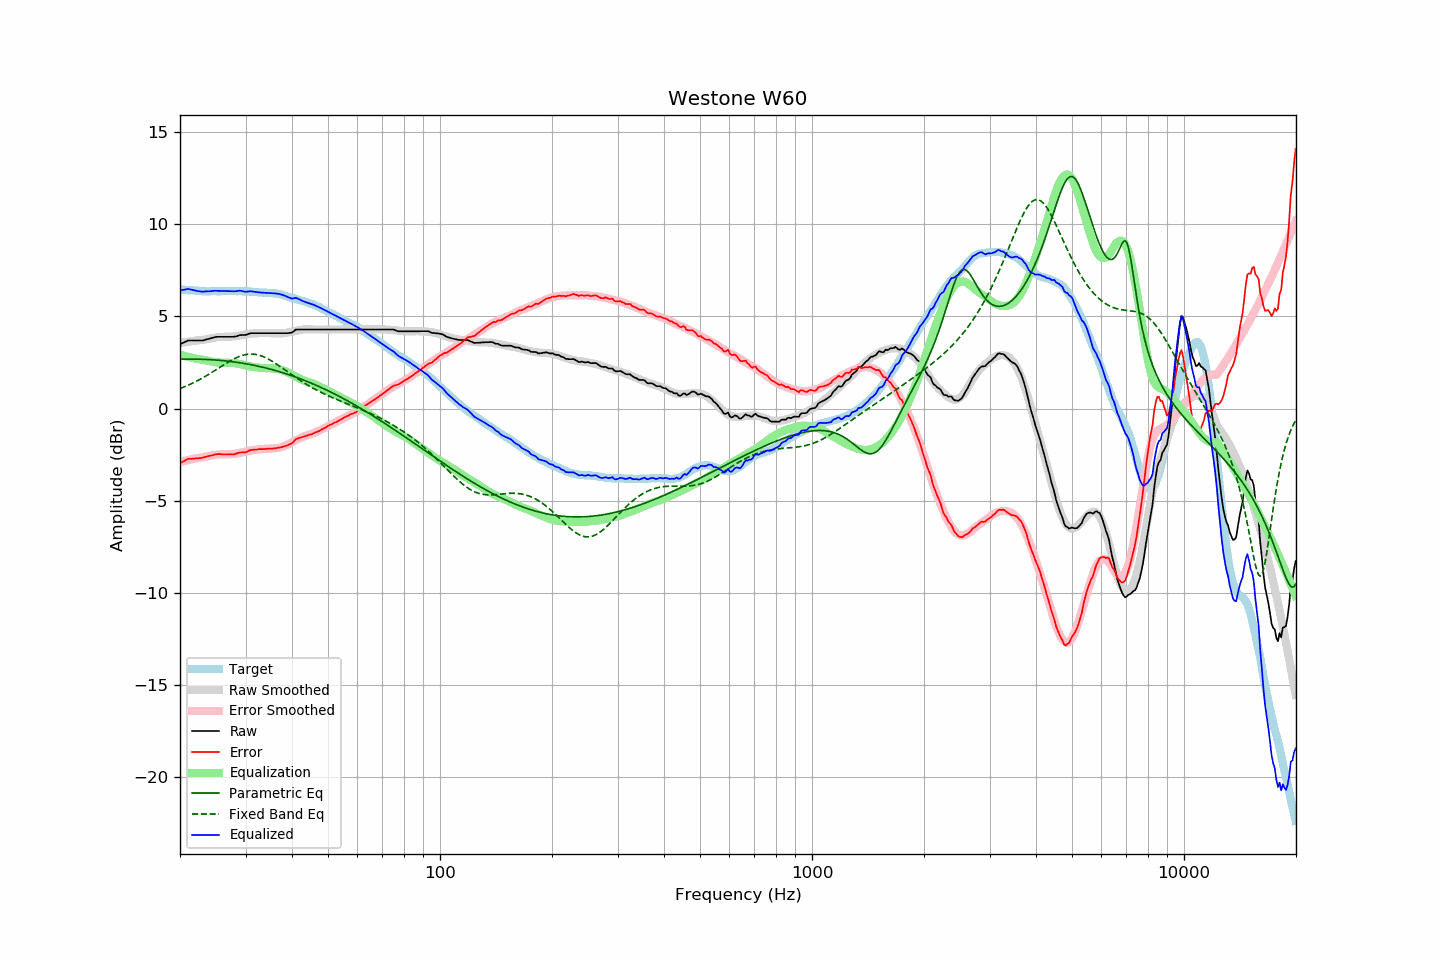 Westone W60
15
10
5
0
−5
−10
−15
−20
Amplitude (dBr)
Target
Raw Smoothed
Error Smoothed
Raw
Error
Equalization
Parametric Eq
Fixed Band Eq
Equalized
100
1000
10000
Frequency (Hz)